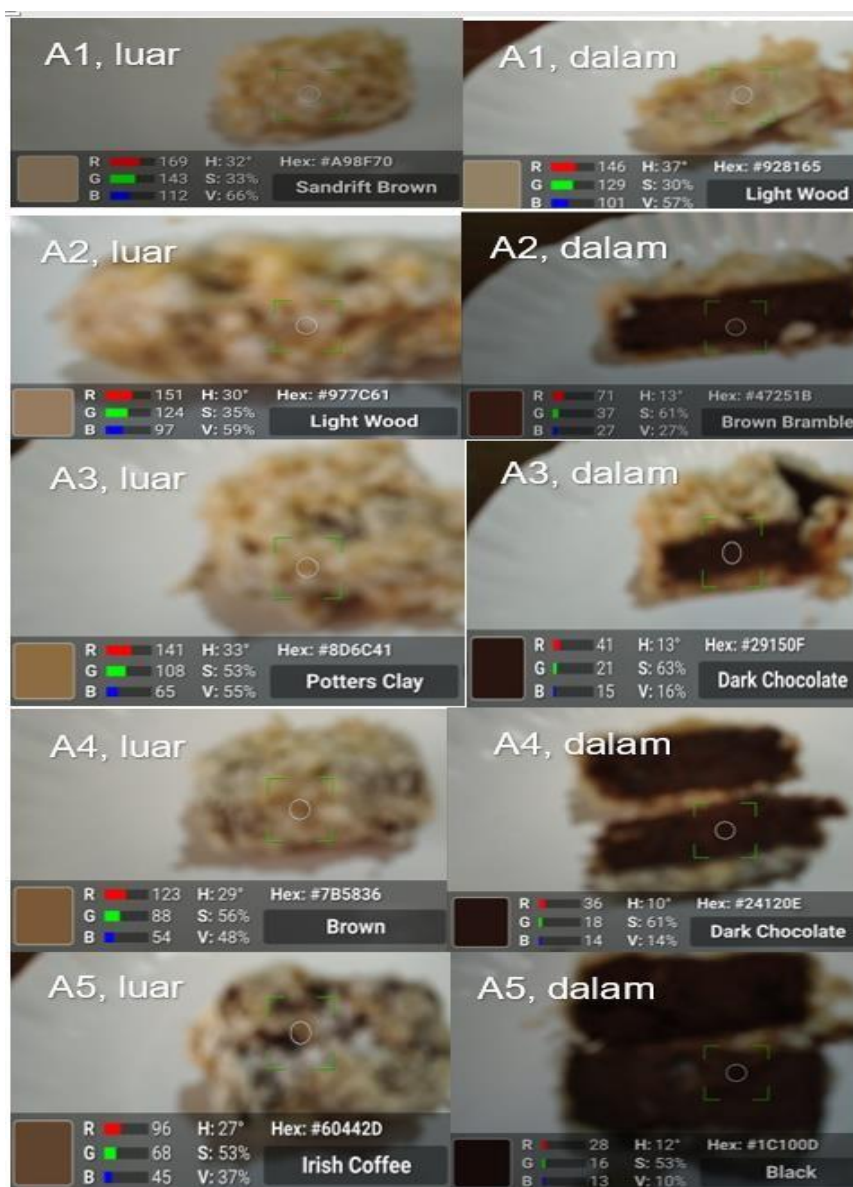 A1, luar
R 169 H: 32° Hex: #A98F70
G 143 S: 33% Sandrift Brown
B 112 V: 66%
A1, dalam
R 146 H: 37° Hex: #928165
G 129 S: 30% Light Wood
B 101 V: 57%
A2, luar
R 151 H: 30° Hex: #977C61
G 124 S: 35% Light Wood
B 97 V: 59%
A2, dalam
R 71 H: 13° Hex: #47251B
G 37 S: 61% Brown Bramble
B 27 V: 27%
A3, luar
R 141 H: 33° Hex: #8D6C41
G 108 S: 53% Potters Clay
B 65 V: 55%
A3, dalam
R 41 H: 13° Hex: #29150F
G 21 S: 63% Dark Chocolate
B 15 V: 16%
A4, luar
R 123 H: 29° Hex: #7B5836
G 88 S: 56% Brown
B 54 V: 48%
A4, dalam
R 36 H: 10° Hex: #24120E
G 18 S: 61% Dark Chocolate
B 14 V: 14%
A5, luar
R 96 H: 27° Hex: #60442D
G 68 S: 53% Irish Coffee
B 45 V: 37%
A5, dalam
R 28 H: 12° Hex: #1C100D
G 16 S: 53% Black
B 13 V: 10%